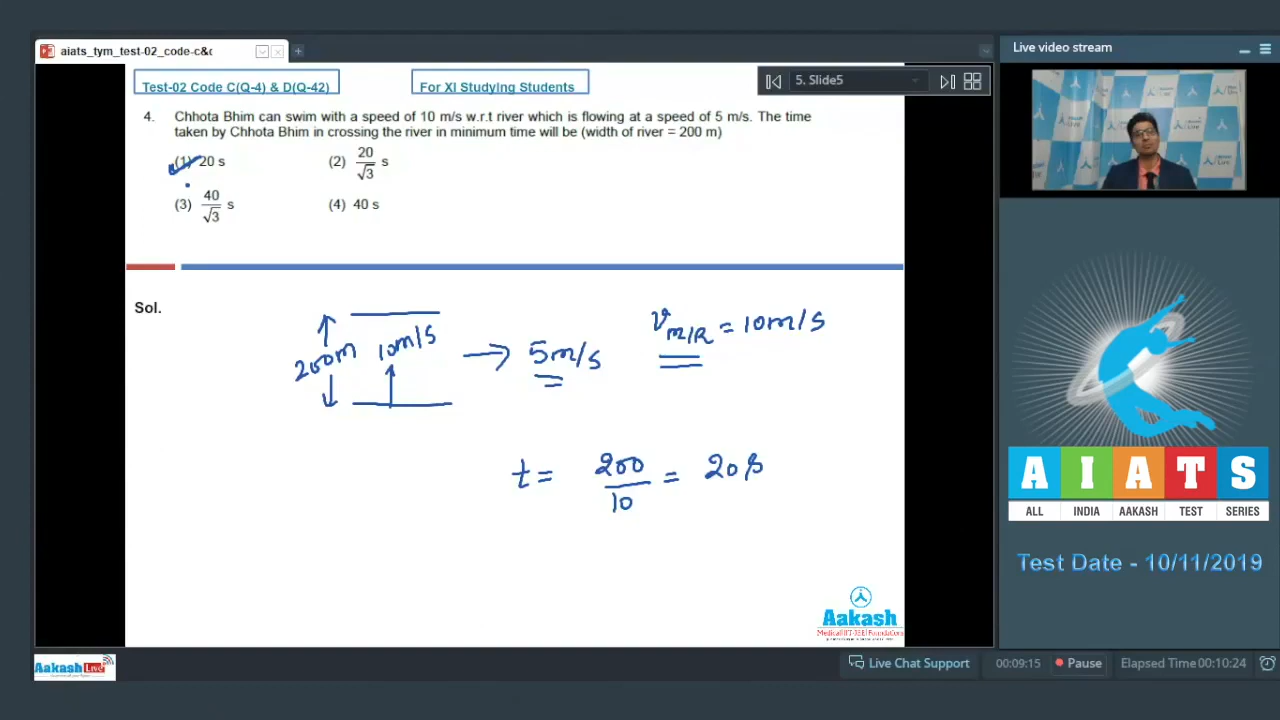 aiats_tym_test-02_code-c&c
Live video stream
Test-02 Code C(Q-4) & D(Q-42)
For XI Studying Students
5. Slide5
4. Chhota Bhim can swim with a speed of 10 m/s w.r.t river which is flowing at a speed of 5 m/s. The time
taken by Chhota Bhim in crossing the river in minimum time will be (width of river = 200 m)
(1) 20 s (2) 20/√3 s
(3) 40/√3 s (4) 40 s
Sol.
200m 10m/s → 5m/s
V m/R = 10m/s
t = 200/10 = 20s
A I A T S
ALL INDIA AAKASH TEST SERIES
Test Date - 10/11/2019
Aakash
Medical|IIT-JEE|Foundations
Aakash Live
Live Chat Support
00:09:15
Pause
Elapsed Time 00:10:24